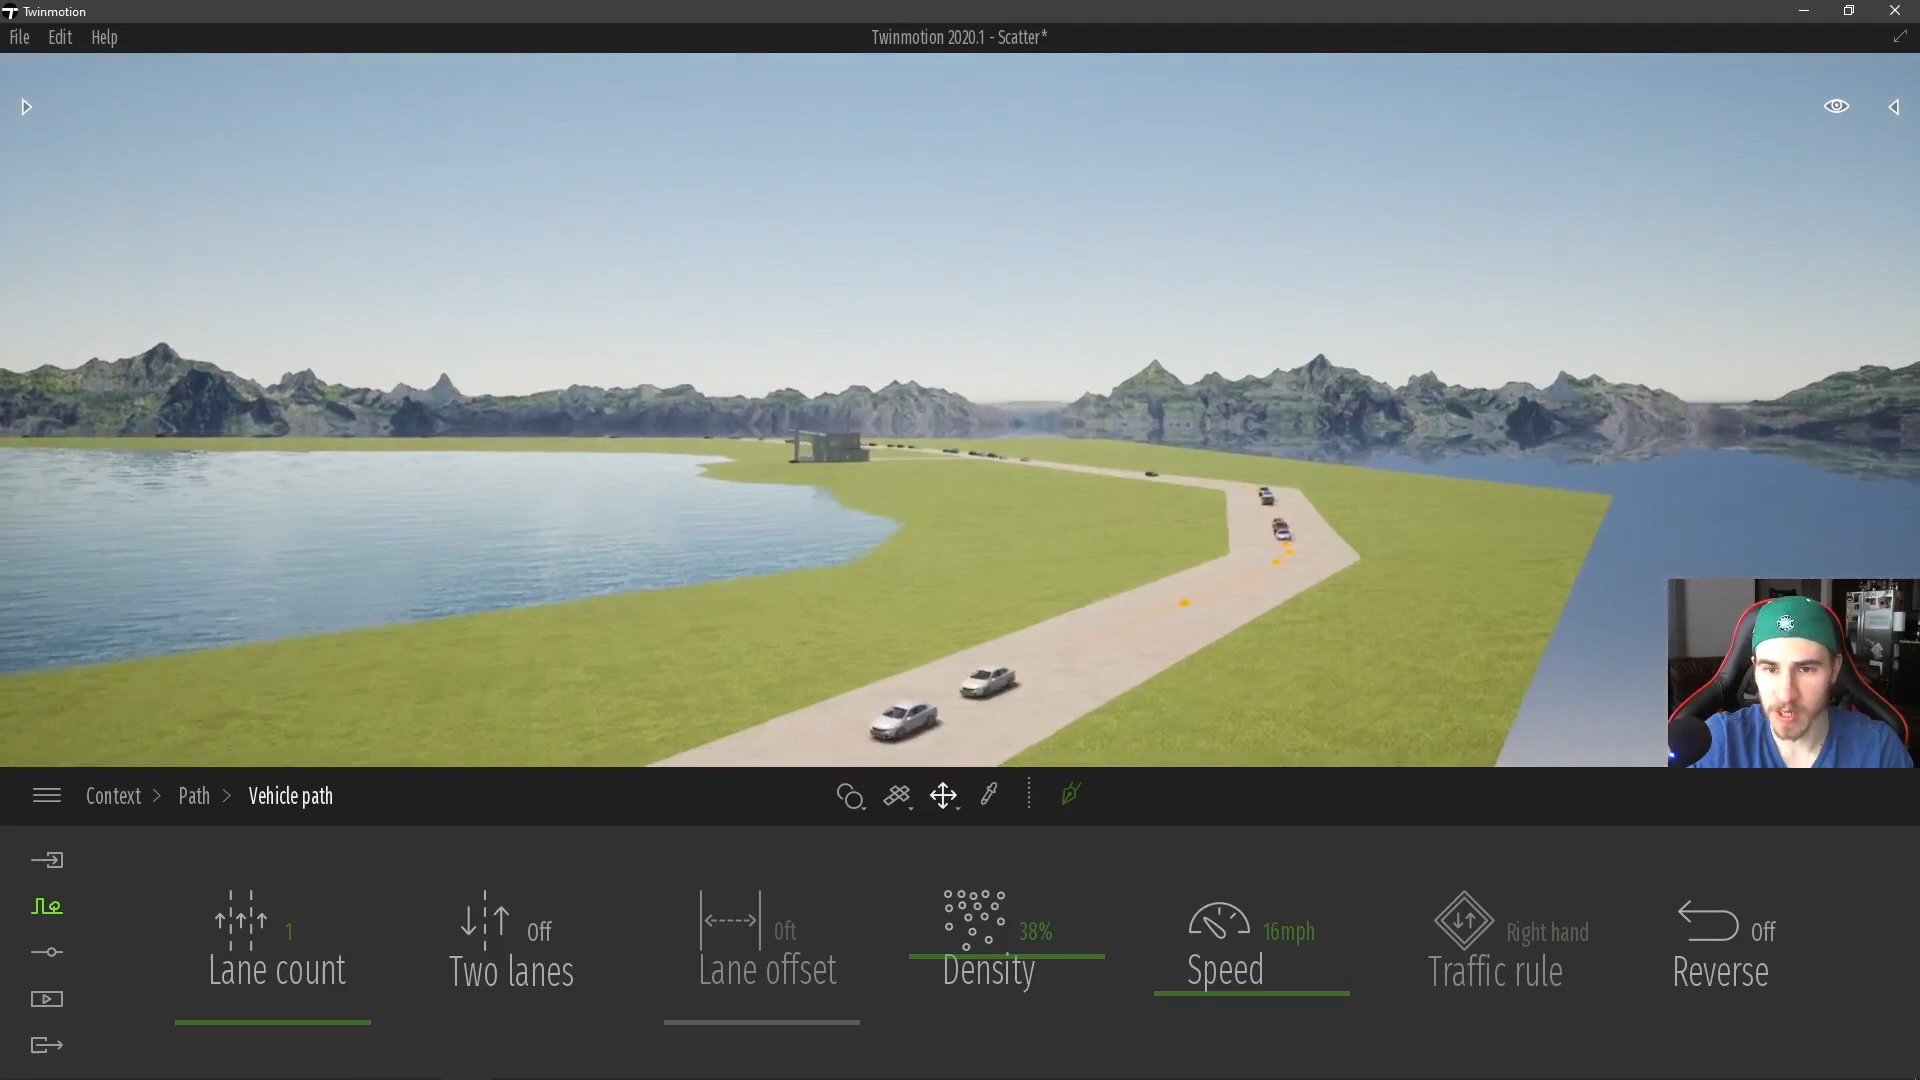 Twinmotion
File Edit Help
Twinmotion 2020.1 - Scatter*
Context > Path > Vehicle path
1
Lane count
Off
Two lanes
0ft
Lane offset
38%
Density
16mph
Speed
Right hand
Traffic rule
Off
Reverse